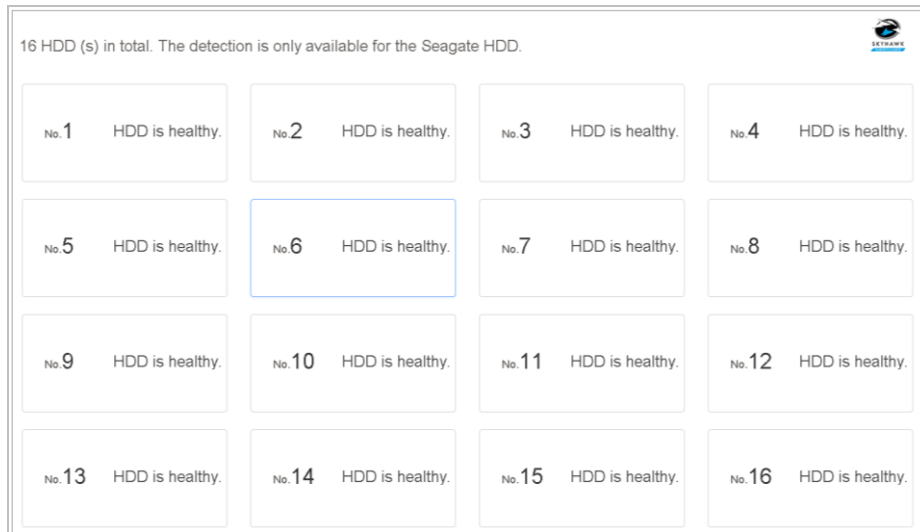 16 HDD (s) in total. The detection is only available for the Seagate HDD.
SKYHAWK
No.1 HDD is healthy.
No.2 HDD is healthy.
No.3 HDD is healthy.
No.4 HDD is healthy.
No.5 HDD is healthy.
No.6 HDD is healthy.
No.7 HDD is healthy.
No.8 HDD is healthy.
No.9 HDD is healthy.
No.10 HDD is healthy.
No.11 HDD is healthy.
No.12 HDD is healthy.
No.13 HDD is healthy.
No.14 HDD is healthy.
No.15 HDD is healthy.
No.16 HDD is healthy.